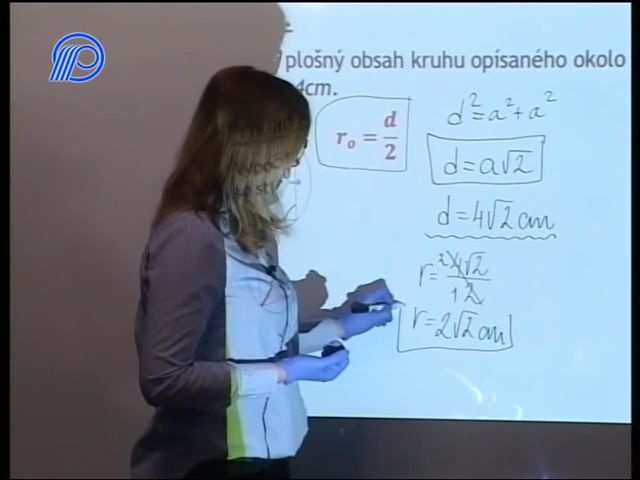 plošný obsah kruhu opísaného okolo
4cm.
r₀ = d/2
d² = a² + a²
d = a√2
d = 4√2 cm
r = 4√2/2
2
1
r = 2√2 cm